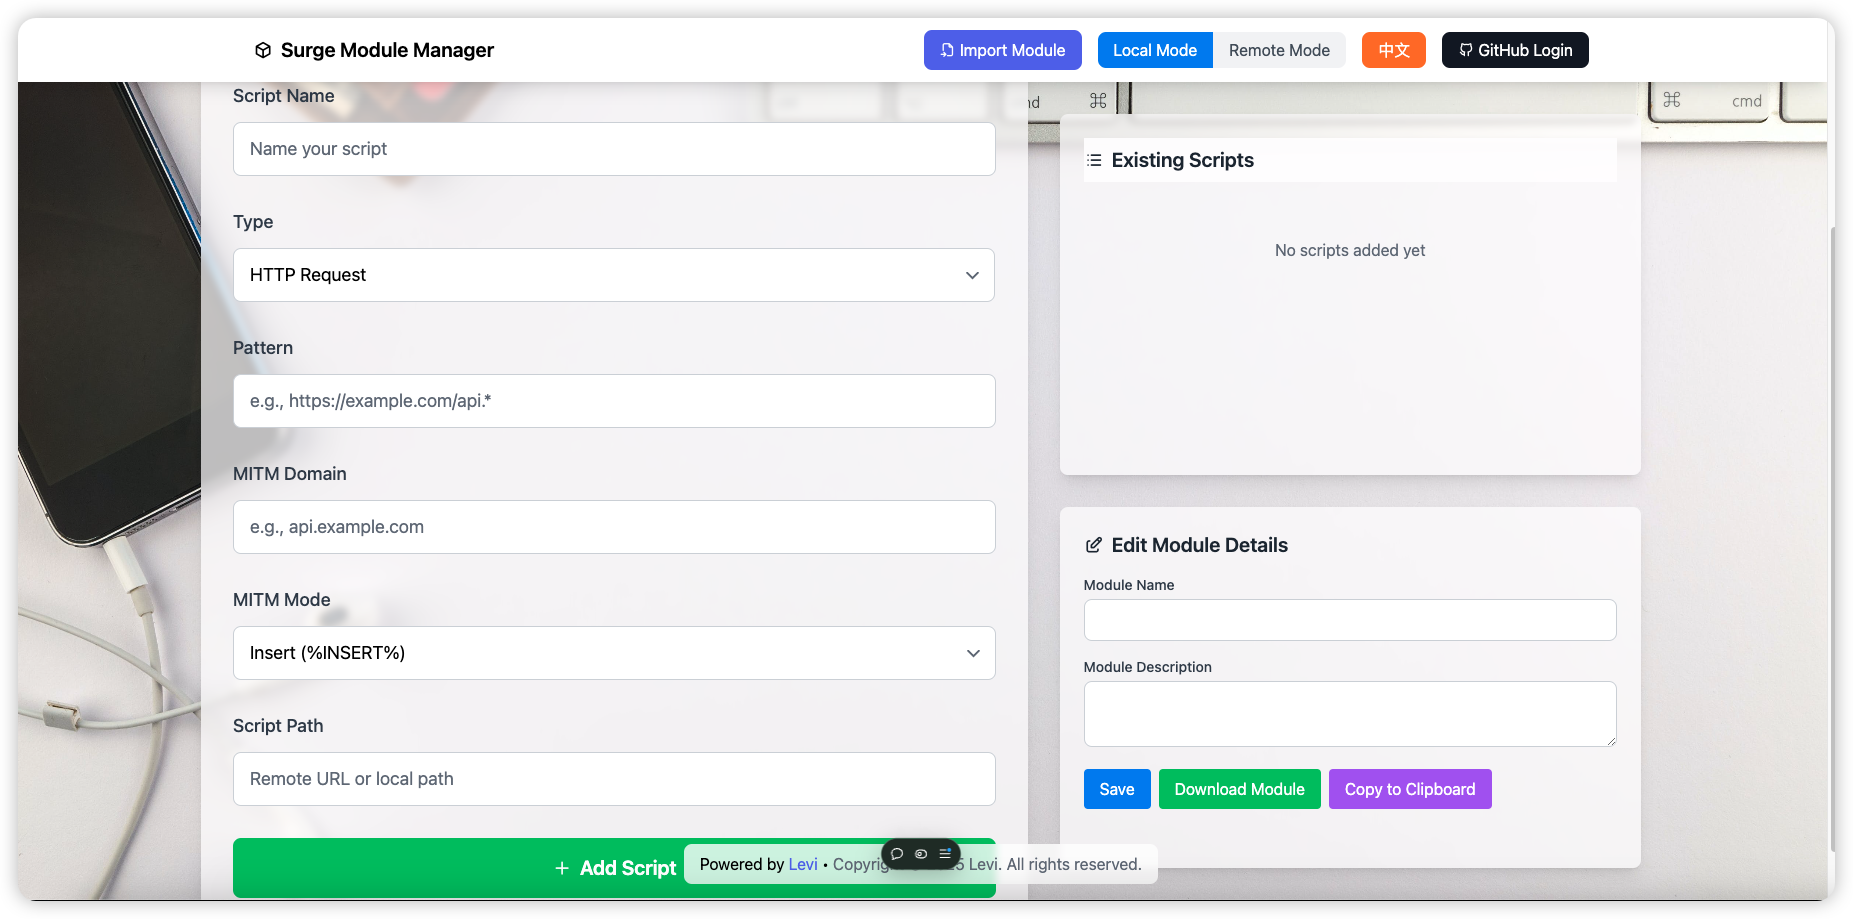 Surge Module Manager
Import Module
Local Mode
Remote Mode
中文
GitHub Login
Script Name
Name your script
Type
HTTP Request
Pattern
e.g., https://example.com/api.*
MITM Domain
e.g., api.example.com
MITM Mode
Insert (%INSERT%)
Script Path
Remote URL or local path
+ Add Script
⌘
⌘ cmd
Existing Scripts
No scripts added yet
Edit Module Details
Module Name
Module Description
Save
Download Module
Copy to Clipboard
Powered by Levi • Levi. All rights reserved.